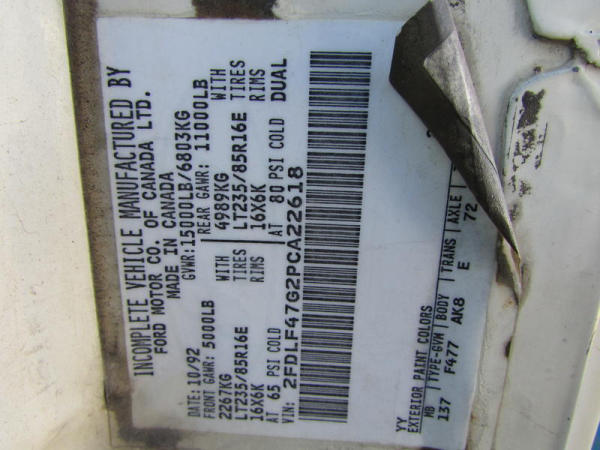 INCOMPLETE VEHICLE MANUFACTURED BY
FORD MOTOR CO. OF CANADA LTD.
MADE IN CANADA
DATE: 10/92 GVWR:15000LB/6803KG
FRONT GAWR: 5000LB REAR GAWR: 11000LB
2267KG WITH 4989KG WITH
LT235/85R16E TIRES LT235/85R16E TIRES
16X6K RIMS 16X6K RIMS
AT 65 PSI COLD AT 80 PSI COLD DUAL
VIN: 2FDLF47G2PCA22618
YY
EXTERIOR PAINT COLORS
MB |TYPE-GVW| BODY |TRANS |AXLE
137 F477 AK8 E 72